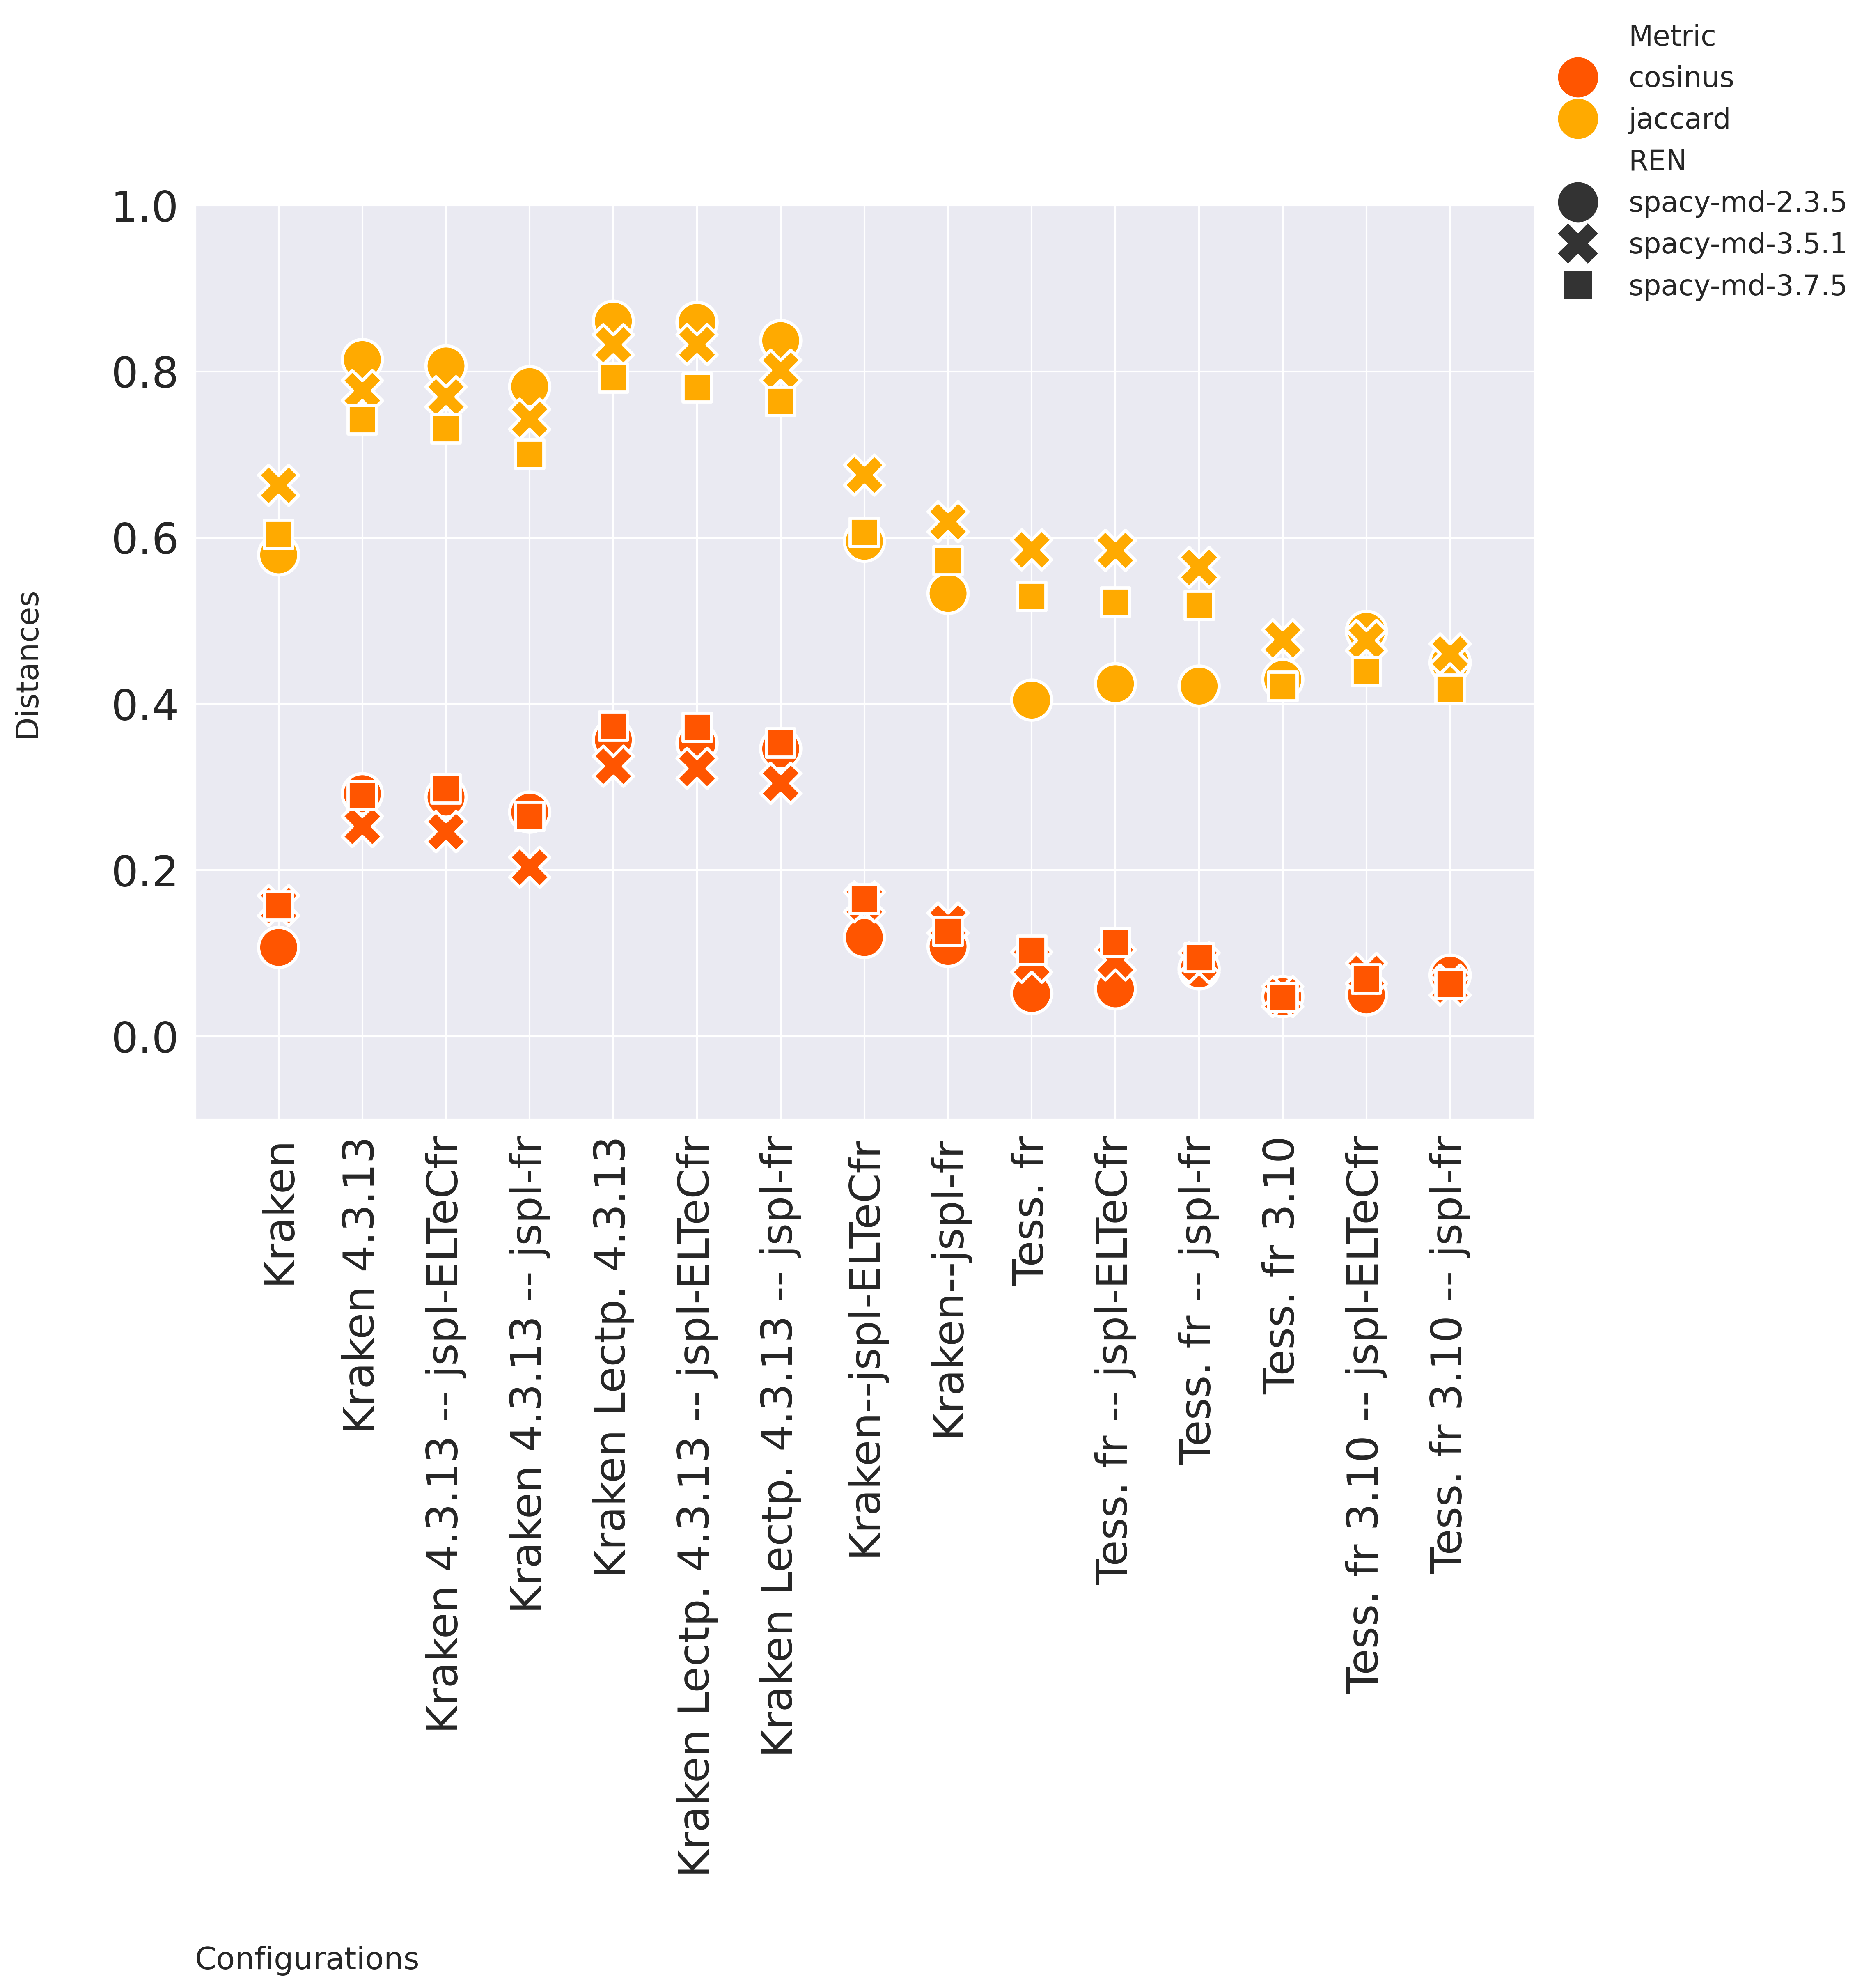 Metric
cosinus
jaccard
REN
spacy-md-2.3.5
spacy-md-3.5.1
spacy-md-3.7.5
Distances
1.0
0.8
0.6
0.4
0.2
0.0
Kraken
Kraken 4.3.13
Kraken 4.3.13 -- jspl-ELTeCfr
Kraken 4.3.13 -- jspl-fr
Kraken Lectp. 4.3.13
Kraken Lectp. 4.3.13 -- jspl-ELTeCfr
Kraken Lectp. 4.3.13 -- jspl-fr
Kraken--jspl-ELTeCfr
Kraken--jspl-fr
Tess. fr
Tess. fr -- jspl-ELTeCfr
Tess. fr -- jspl-fr
Tess. fr 3.10
Tess. fr 3.10 -- jspl-ELTeCfr
Tess. fr 3.10 -- jspl-fr
Configurations